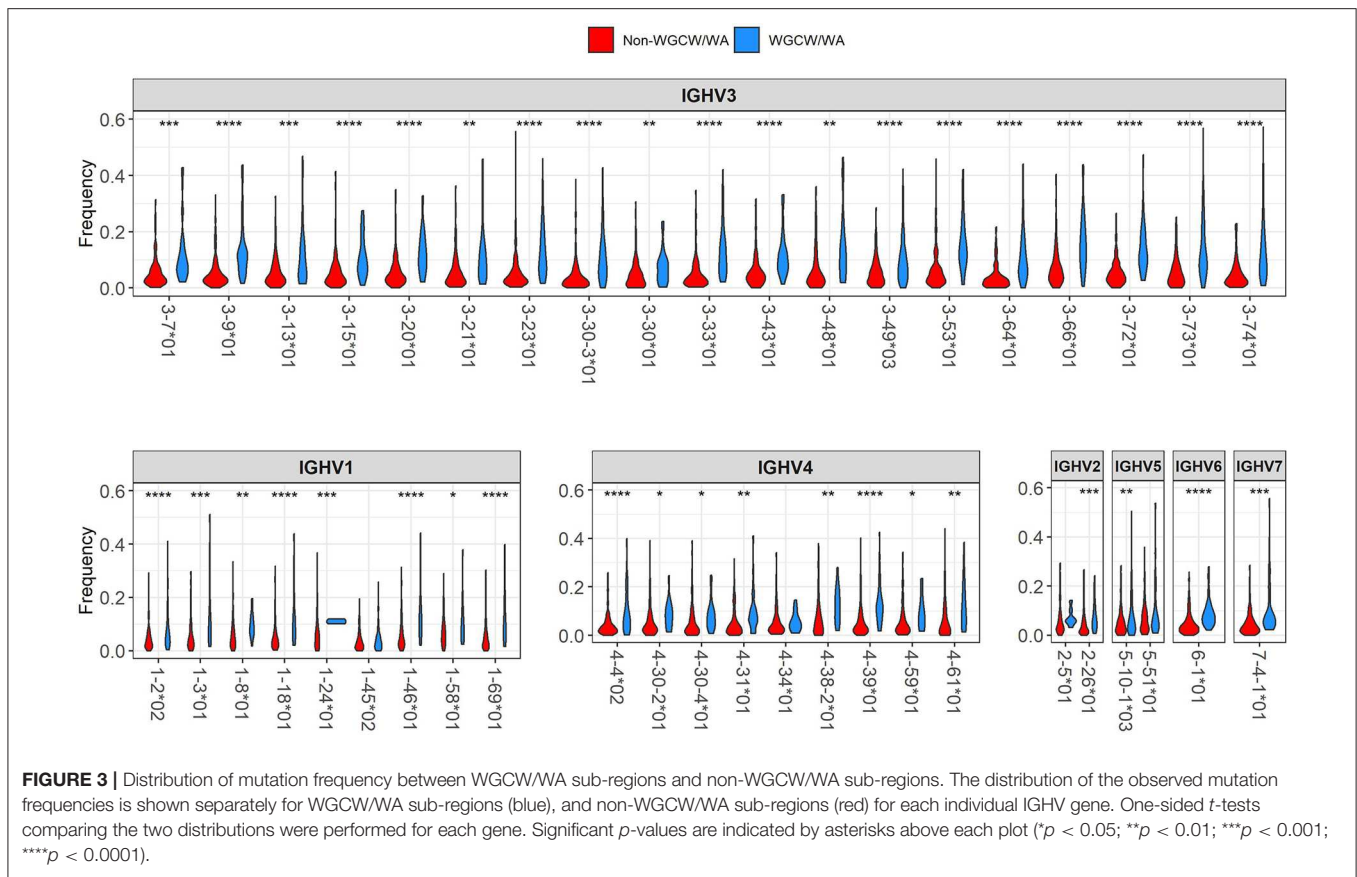 Non-WGCW/WA WGCW/WA
IGHV3
*** **** *** **** **** ** **** **** ** **** **** ** **** **** **** **** **** **** ****
0.6
0.4
0.2
0.0
Frequency
3-7*01 3-9*01 3-13*01 3-15*01 3-20*01 3-21*01 3-23*01 3-30-3*01 3-30*01 3-33*01 3-43*01 3-48*01 3-49*03 3-53*01 3-64*01 3-66*01 3-72*01 3-73*01 3-74*01
IGHV1
**** *** ** **** *** **** * ****
0.6
0.4
0.2
0.0
Frequency
1-2*02 1-3*01 1-8*01 1-18*01 1-24*01 1-45*02 1-46*01 1-58*01 1-69*01
IGHV4
**** * * ** ** **** * **
0.6
0.4
0.2
0.0
4-4*02 4-30-2*01 4-30-4*01 4-31*01 4-34*01 4-38-2*01 4-39*01 4-59*01 4-61*01
IGHV2 IGHV5 IGHV6 IGHV7
*** ** **** ***
0.6
0.4
0.2
0.0
2-5*01 2-26*01 5-10-1*03 5-51*01 6-1*01 7-4-1*01
FIGURE 3 | Distribution of mutation frequency between WGCW/WA sub-regions and non-WGCW/WA sub-regions. The distribution of the observed mutation
frequencies is shown separately for WGCW/WA sub-regions (blue), and non-WGCW/WA sub-regions (red) for each individual IGHV gene. One-sided t-tests
comparing the two distributions were performed for each gene. Significant p-values are indicated by asterisks above each plot (*p < 0.05; **p < 0.01; ***p < 0.001;
****p < 0.0001).